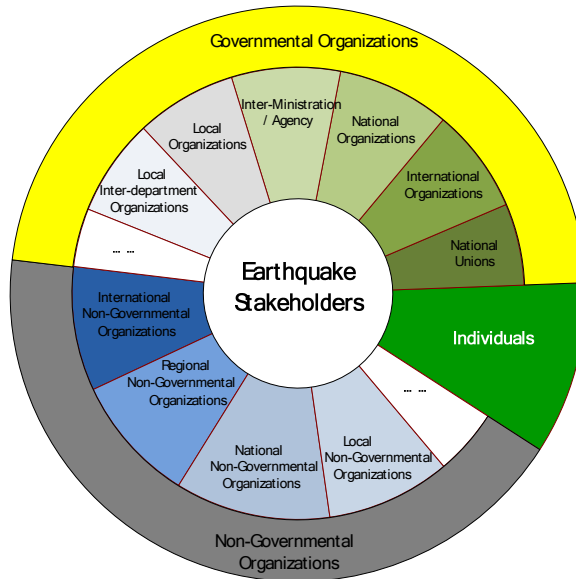 Governmental Organizations
Inter-Ministration
/ Agency
National
Organizations
Local
Organizations
International
Organizations
Local
Inter-department
Organizations
National
Unions
... ...
Earthquake
Stakeholders
International
Non-Governmental
Organizations
Individuals
Regional
Non-Governmental
Organizations
... ...
National
Non-Governmental
Organizations
Local
Non-Governmental
Organizations
Non-Governmental
Organizations